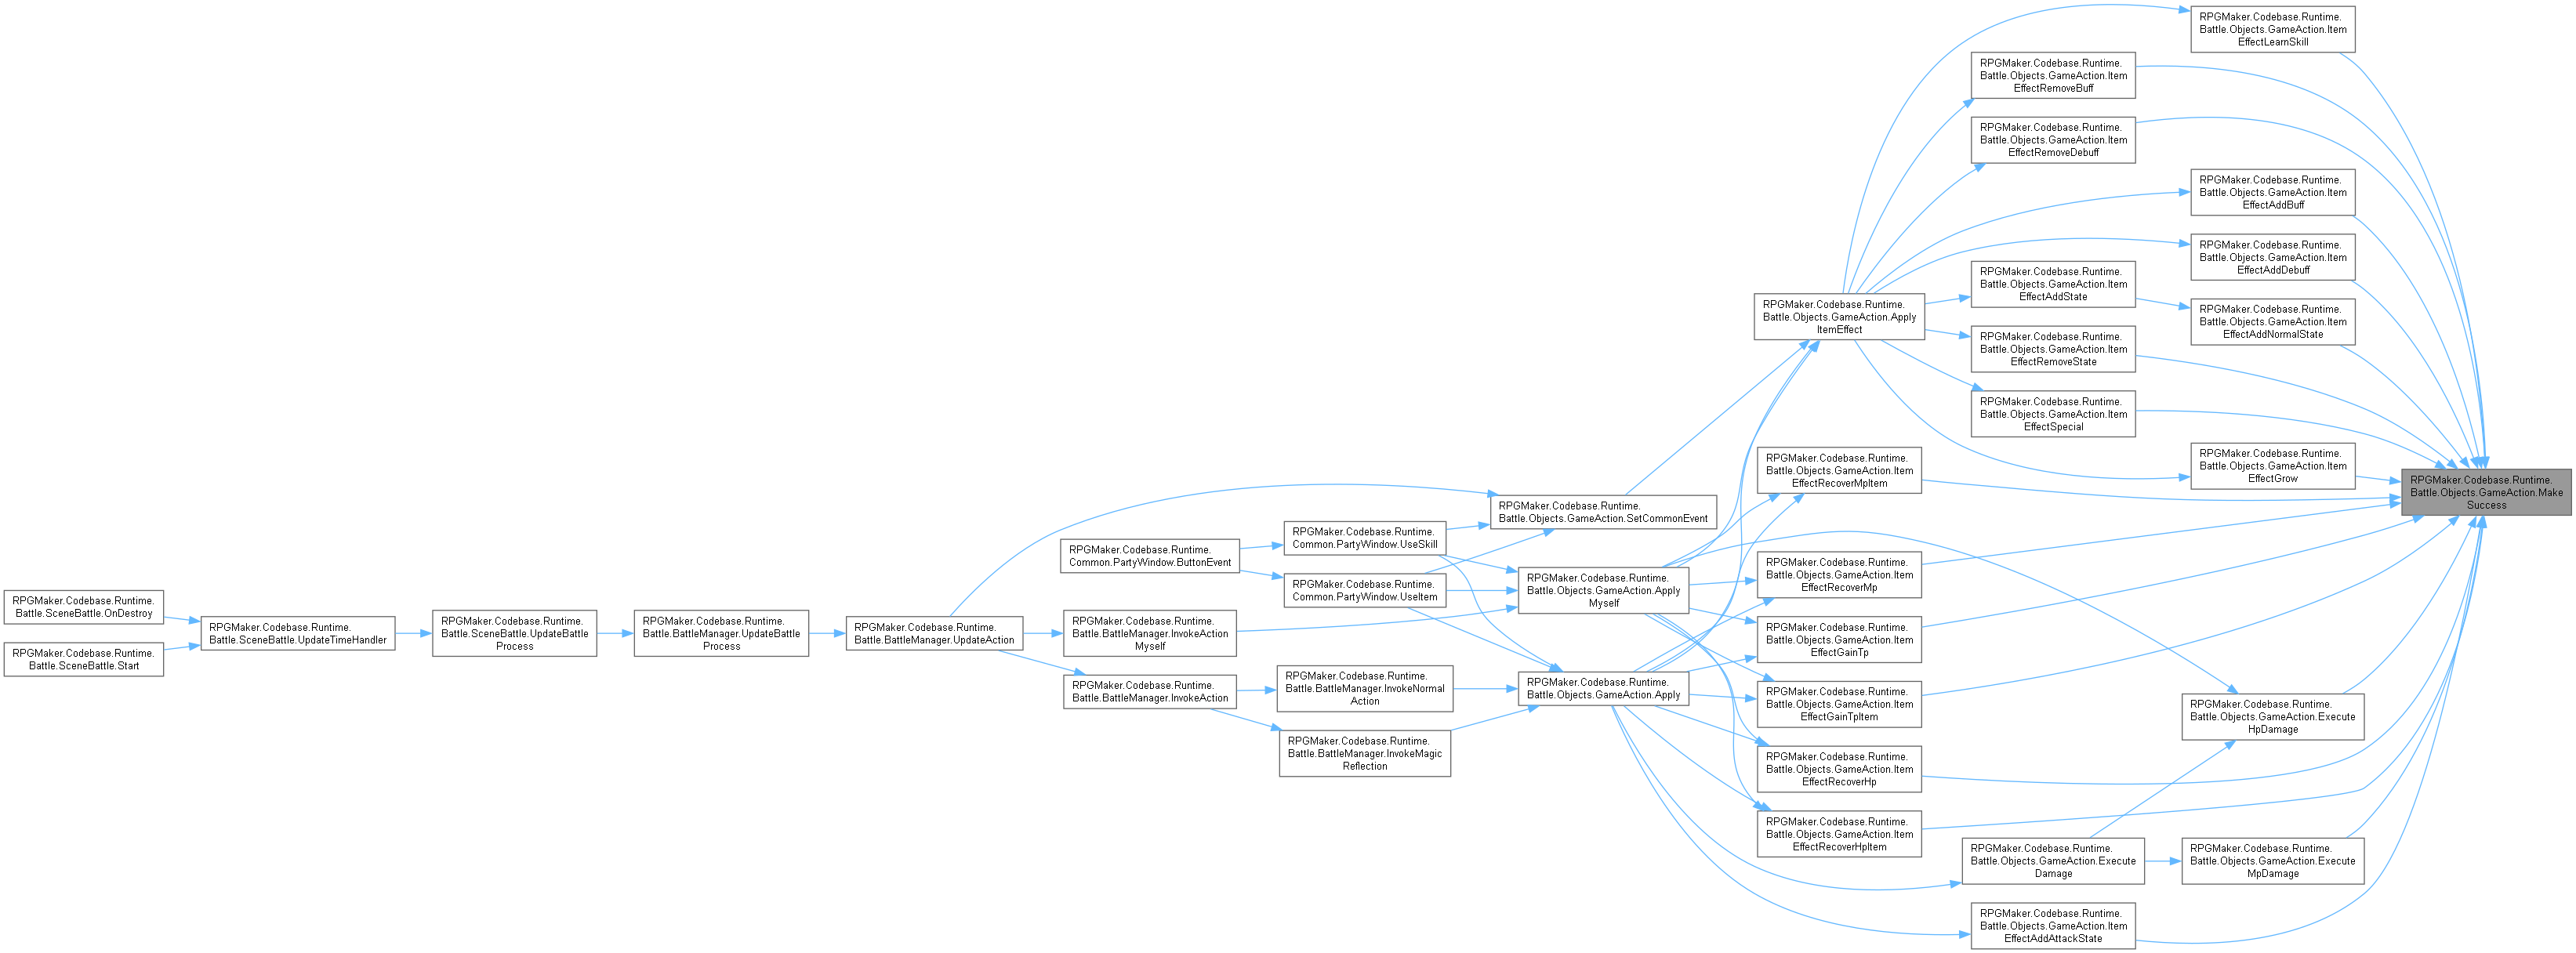 RPGMaker.Codebase.Runtime.
Battle.SceneBattle.OnDestroy
RPGMaker.Codebase.Runtime.
Battle.SceneBattle.Start
RPGMaker.Codebase.Runtime.
Battle.SceneBattle.UpdateTimeHandler
RPGMaker.Codebase.Runtime.
Battle.SceneBattle.UpdateBattle
Process
RPGMaker.Codebase.Runtime.
Battle.BattleManager.UpdateBattle
Process
RPGMaker.Codebase.Runtime.
Battle.BattleManager.UpdateAction
RPGMaker.Codebase.Runtime.
Common.PartyWindow.ButtonEvent
RPGMaker.Codebase.Runtime.
Battle.BattleManager.InvokeAction
Myself
RPGMaker.Codebase.Runtime.
Battle.BattleManager.InvokeAction
RPGMaker.Codebase.Runtime.
Common.PartyWindow.UseSkill
RPGMaker.Codebase.Runtime.
Common.PartyWindow.UseItem
RPGMaker.Codebase.Runtime.
Battle.BattleManager.InvokeNormal
Action
RPGMaker.Codebase.Runtime.
Battle.BattleManager.InvokeMagic
Reflection
RPGMaker.Codebase.Runtime.
Battle.Objects.GameAction.SetCommonEvent
RPGMaker.Codebase.Runtime.
Battle.Objects.GameAction.Apply
Myself
RPGMaker.Codebase.Runtime.
Battle.Objects.GameAction.Apply
RPGMaker.Codebase.Runtime.
Battle.Objects.GameAction.Apply
ItemEffect
RPGMaker.Codebase.Runtime.
Battle.Objects.GameAction.Item
EffectRecoverMpItem
RPGMaker.Codebase.Runtime.
Battle.Objects.GameAction.Item
EffectRecoverMp
RPGMaker.Codebase.Runtime.
Battle.Objects.GameAction.Item
EffectGainTp
RPGMaker.Codebase.Runtime.
Battle.Objects.GameAction.Item
EffectGainTpItem
RPGMaker.Codebase.Runtime.
Battle.Objects.GameAction.Item
EffectRecoverHp
RPGMaker.Codebase.Runtime.
Battle.Objects.GameAction.Item
EffectRecoverHpItem
RPGMaker.Codebase.Runtime.
Battle.Objects.GameAction.Item
EffectRemoveBuff
RPGMaker.Codebase.Runtime.
Battle.Objects.GameAction.Item
EffectRemoveDebuff
RPGMaker.Codebase.Runtime.
Battle.Objects.GameAction.Item
EffectAddState
RPGMaker.Codebase.Runtime.
Battle.Objects.GameAction.Item
EffectRemoveState
RPGMaker.Codebase.Runtime.
Battle.Objects.GameAction.Item
EffectSpecial
RPGMaker.Codebase.Runtime.
Battle.Objects.GameAction.Execute
Damage
RPGMaker.Codebase.Runtime.
Battle.Objects.GameAction.Item
EffectAddAttackState
RPGMaker.Codebase.Runtime.
Battle.Objects.GameAction.Item
EffectLearnSkill
RPGMaker.Codebase.Runtime.
Battle.Objects.GameAction.Item
EffectAddBuff
RPGMaker.Codebase.Runtime.
Battle.Objects.GameAction.Item
EffectAddDebuff
RPGMaker.Codebase.Runtime.
Battle.Objects.GameAction.Item
EffectAddNormalState
RPGMaker.Codebase.Runtime.
Battle.Objects.GameAction.Item
EffectGrow
RPGMaker.Codebase.Runtime.
Battle.Objects.GameAction.Execute
HpDamage
RPGMaker.Codebase.Runtime.
Battle.Objects.GameAction.Execute
MpDamage
RPGMaker.Codebase.Runtime.
Battle.Objects.GameAction.Make
Success